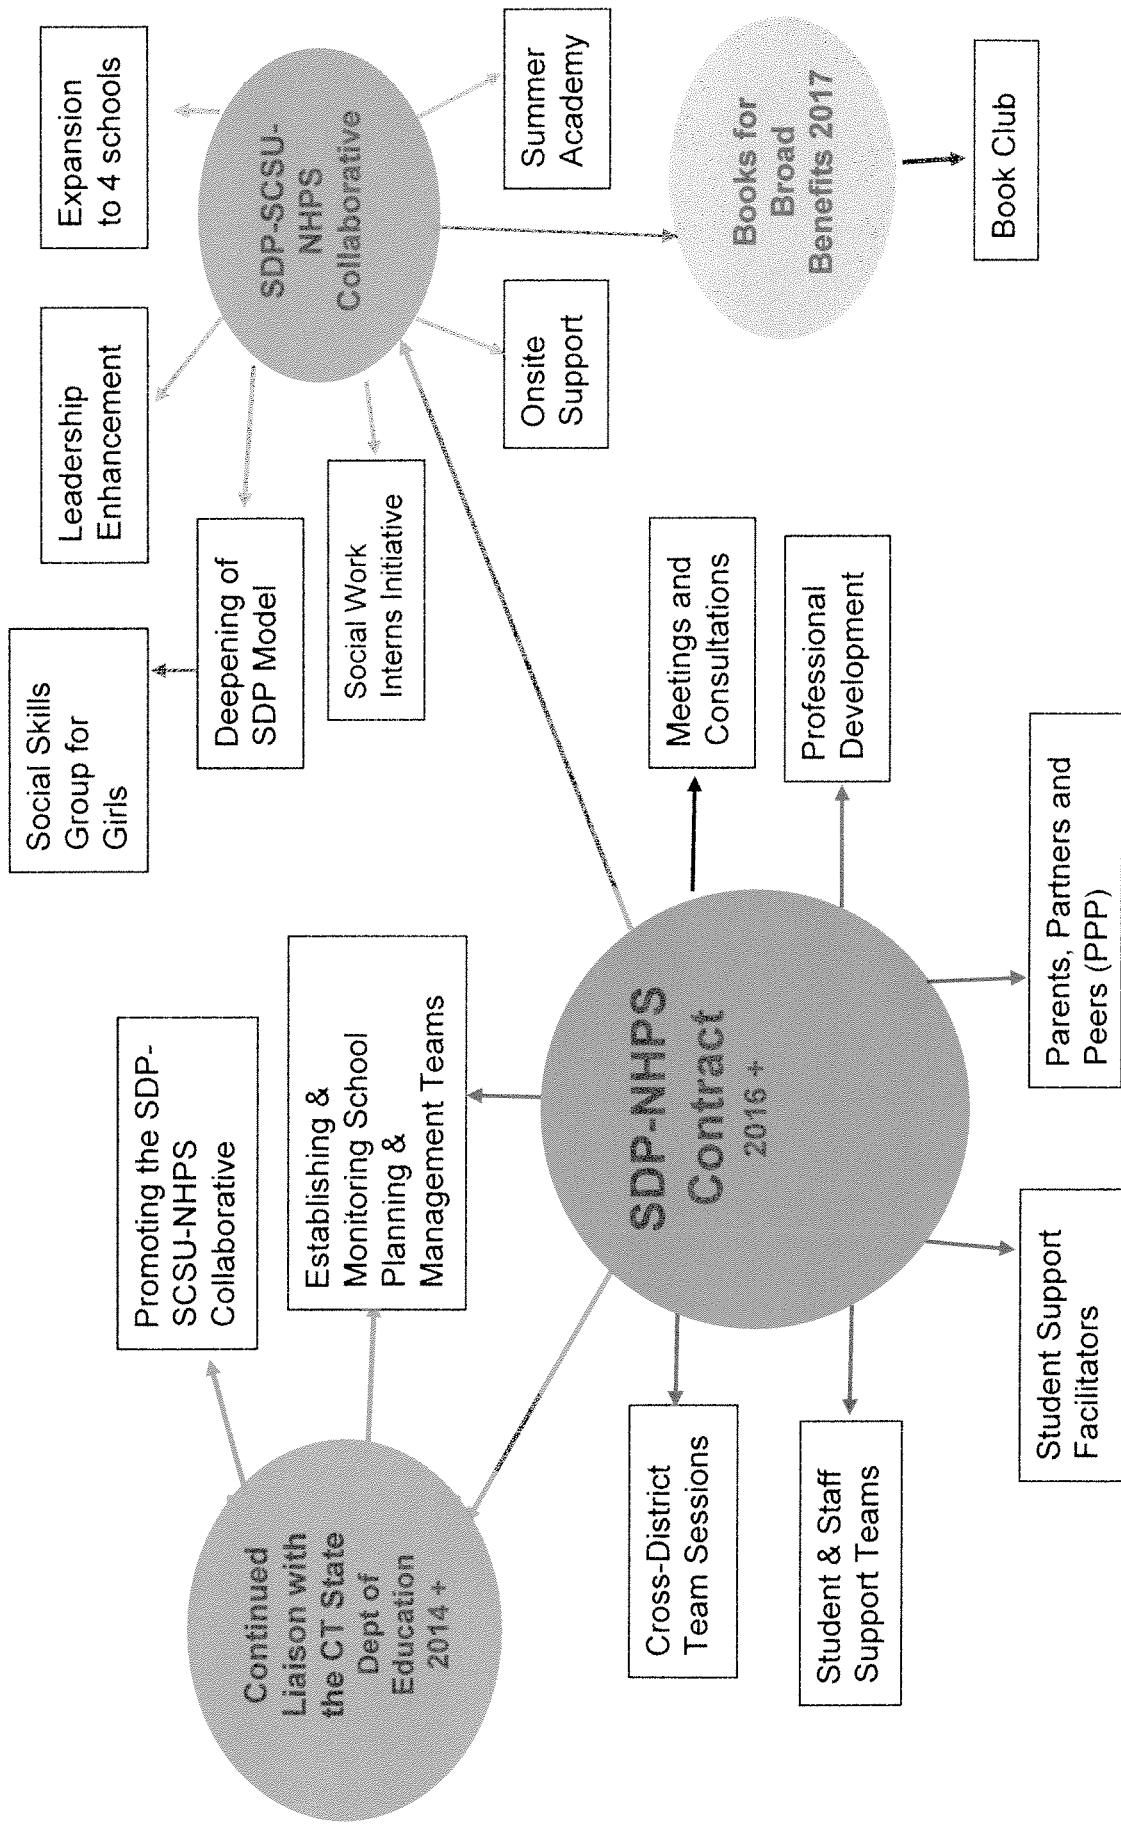 Continued
Liaison with
the CT State
Dept of
Education
2014 +
Promoting the SDP-
SCSU-NHPS
Collaborative
Establishing &
Monitoring School
Planning &
Management Teams
Social Skills
Group for
Girls
Leadership
Enhancement
Expansion
to 4 schools
Deepening of
SDP Model
SDP-SCSU-
NHPS
Collaborative
Social Work
Interns Initiative
Onsite
Support
Summer
Academy
Cross-District
Team Sessions
SDP-NHPS
Contract
2016 +
Meetings and
Consultations
Books for
Broad
Benefits 2017
Student & Staff
Support Teams
Professional
Development
Book Club
Student Support
Facilitators
Parents, Partners and
Peers (PPP)